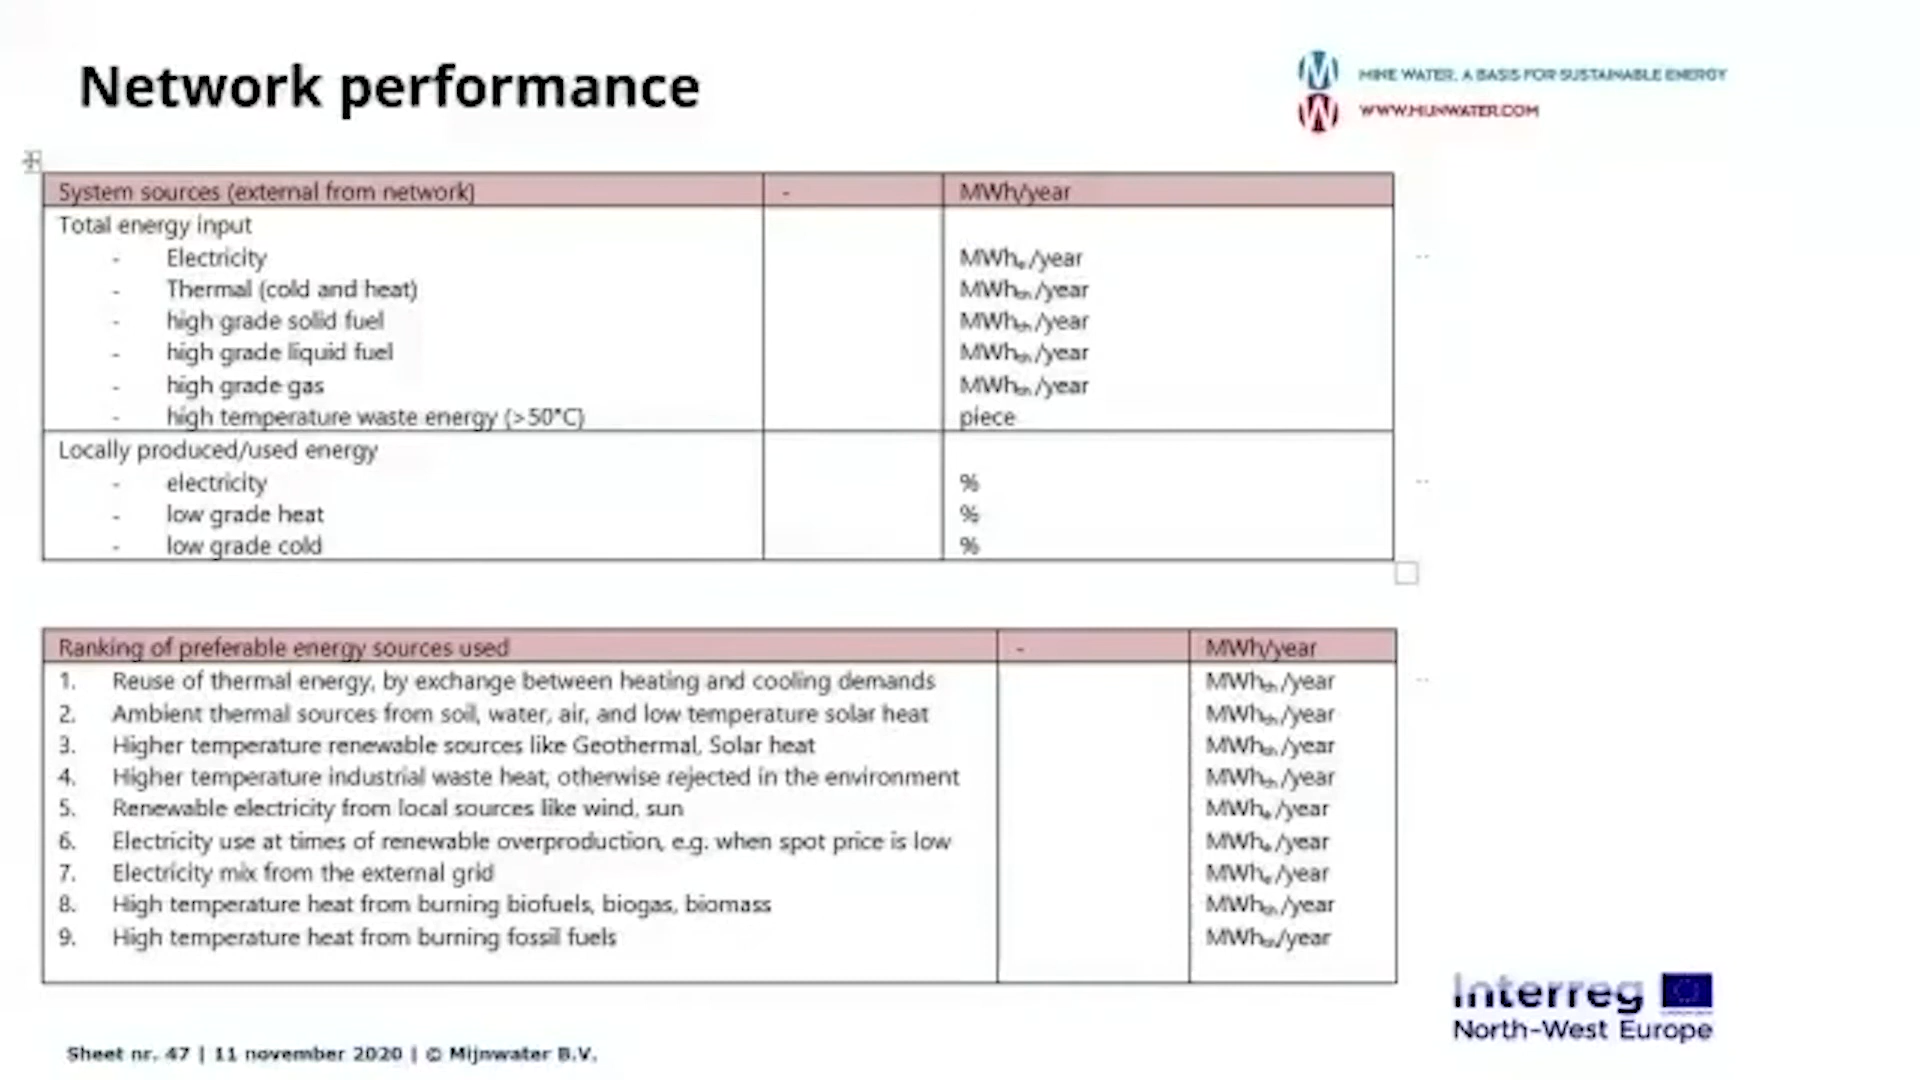 Network performance
MINE WATER, A BASIS FOR SUSTAINABLE ENERGY
WWW.MIJNWATER.COM
System sources (external from network) - MWh/year
Total energy input
- Electricity MWhₑ/year
- Thermal (cold and heat) MWhₜₕ/year
- high grade solid fuel MWhₜₕ/year
- high grade liquid fuel MWhₜₕ/year
- high grade gas MWhₜₕ/year
- high temperature waste energy (>50°C) piece
Locally produced/used energy
- electricity %
- low grade heat %
- low grade cold %
Ranking of preferable energy sources used - MWh/year
1. Reuse of thermal energy, by exchange between heating and cooling demands MWhₜₕ/year
2. Ambient thermal sources from soil, water, air, and low temperature solar heat MWhₜₕ/year
3. Higher temperature renewable sources like Geothermal, Solar heat MWhₜₕ/year
4. Higher temperature industrial waste heat, otherwise rejected in the environment MWhₜₕ/year
5. Renewable electricity from local sources like wind, sun MWhₑ/year
6. Electricity use at times of renewable overproduction, e.g. when spot price is low MWhₑ/year
7. Electricity mix from the external grid MWhₑ/year
8. High temperature heat from burning biofuels, biogas, biomass MWhₜₕ/year
9. High temperature heat from burning fossil fuels MWhₜₕ/year
Interreg
North-West Europe
Sheet nr. 47 | 11 november 2020 | © Mijnwater B.V.